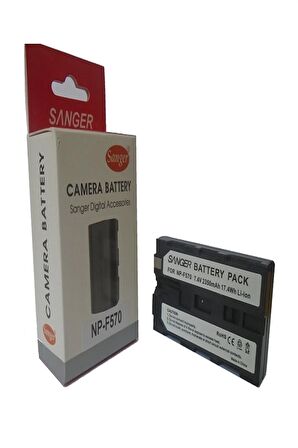 SANGER
Sanger
CAMERA BATTERY
Sanger Digital Accessories
NP-F570
SANGER BATTERY PACK
FOR NP-F570 7.4V 2350mAh 17.4Wh Li-ion